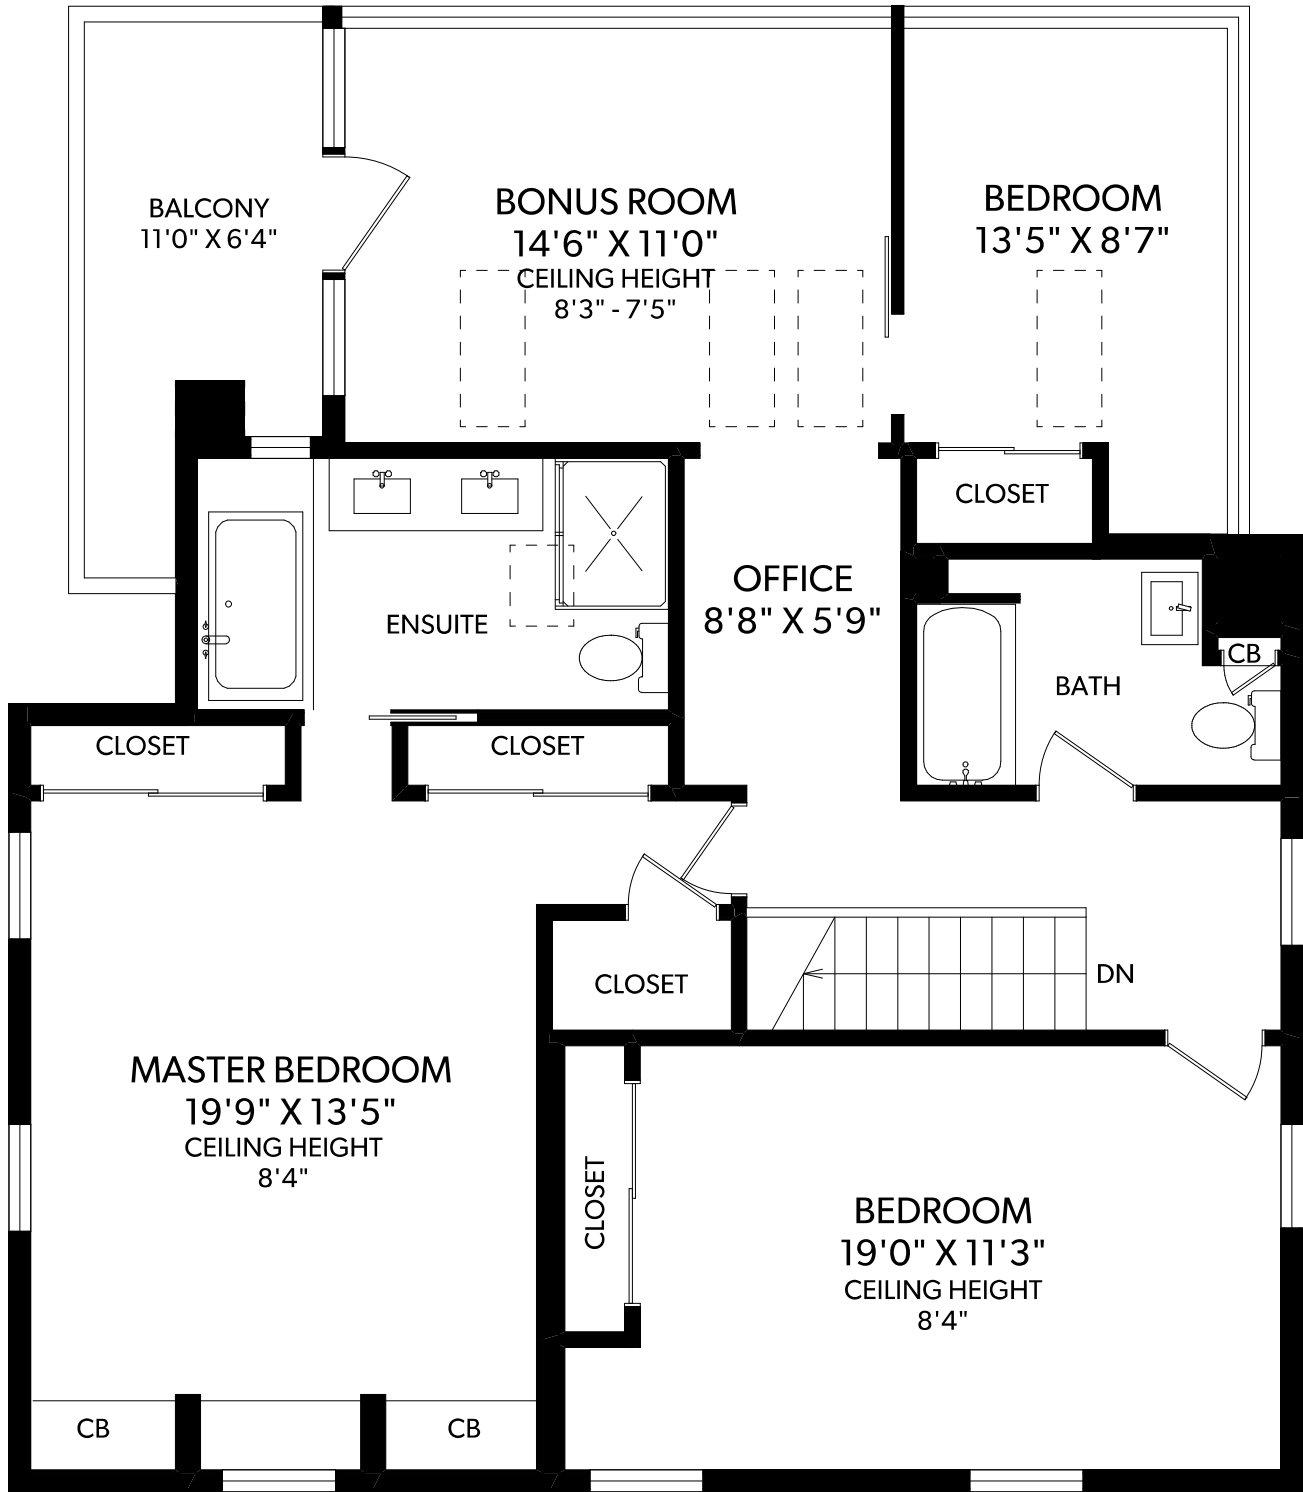 BALCONY
11'0" X 6'4"
BONUS ROOM
14'6" X 11'0"
CEILING HEIGHT
8'3" - 7'5"
BEDROOM
13'5" X 8'7"
CLOSET
OFFICE
8'8" X 5'9"
ENSUITE
BATH
CB
CLOSET
CLOSET
CLOSET
DN
MASTER BEDROOM
19'9" X 13'5"
CEILING HEIGHT
8'4"
CLOSET
BEDROOM
19'0" X 11'3"
CEILING HEIGHT
8'4"
CB
CB